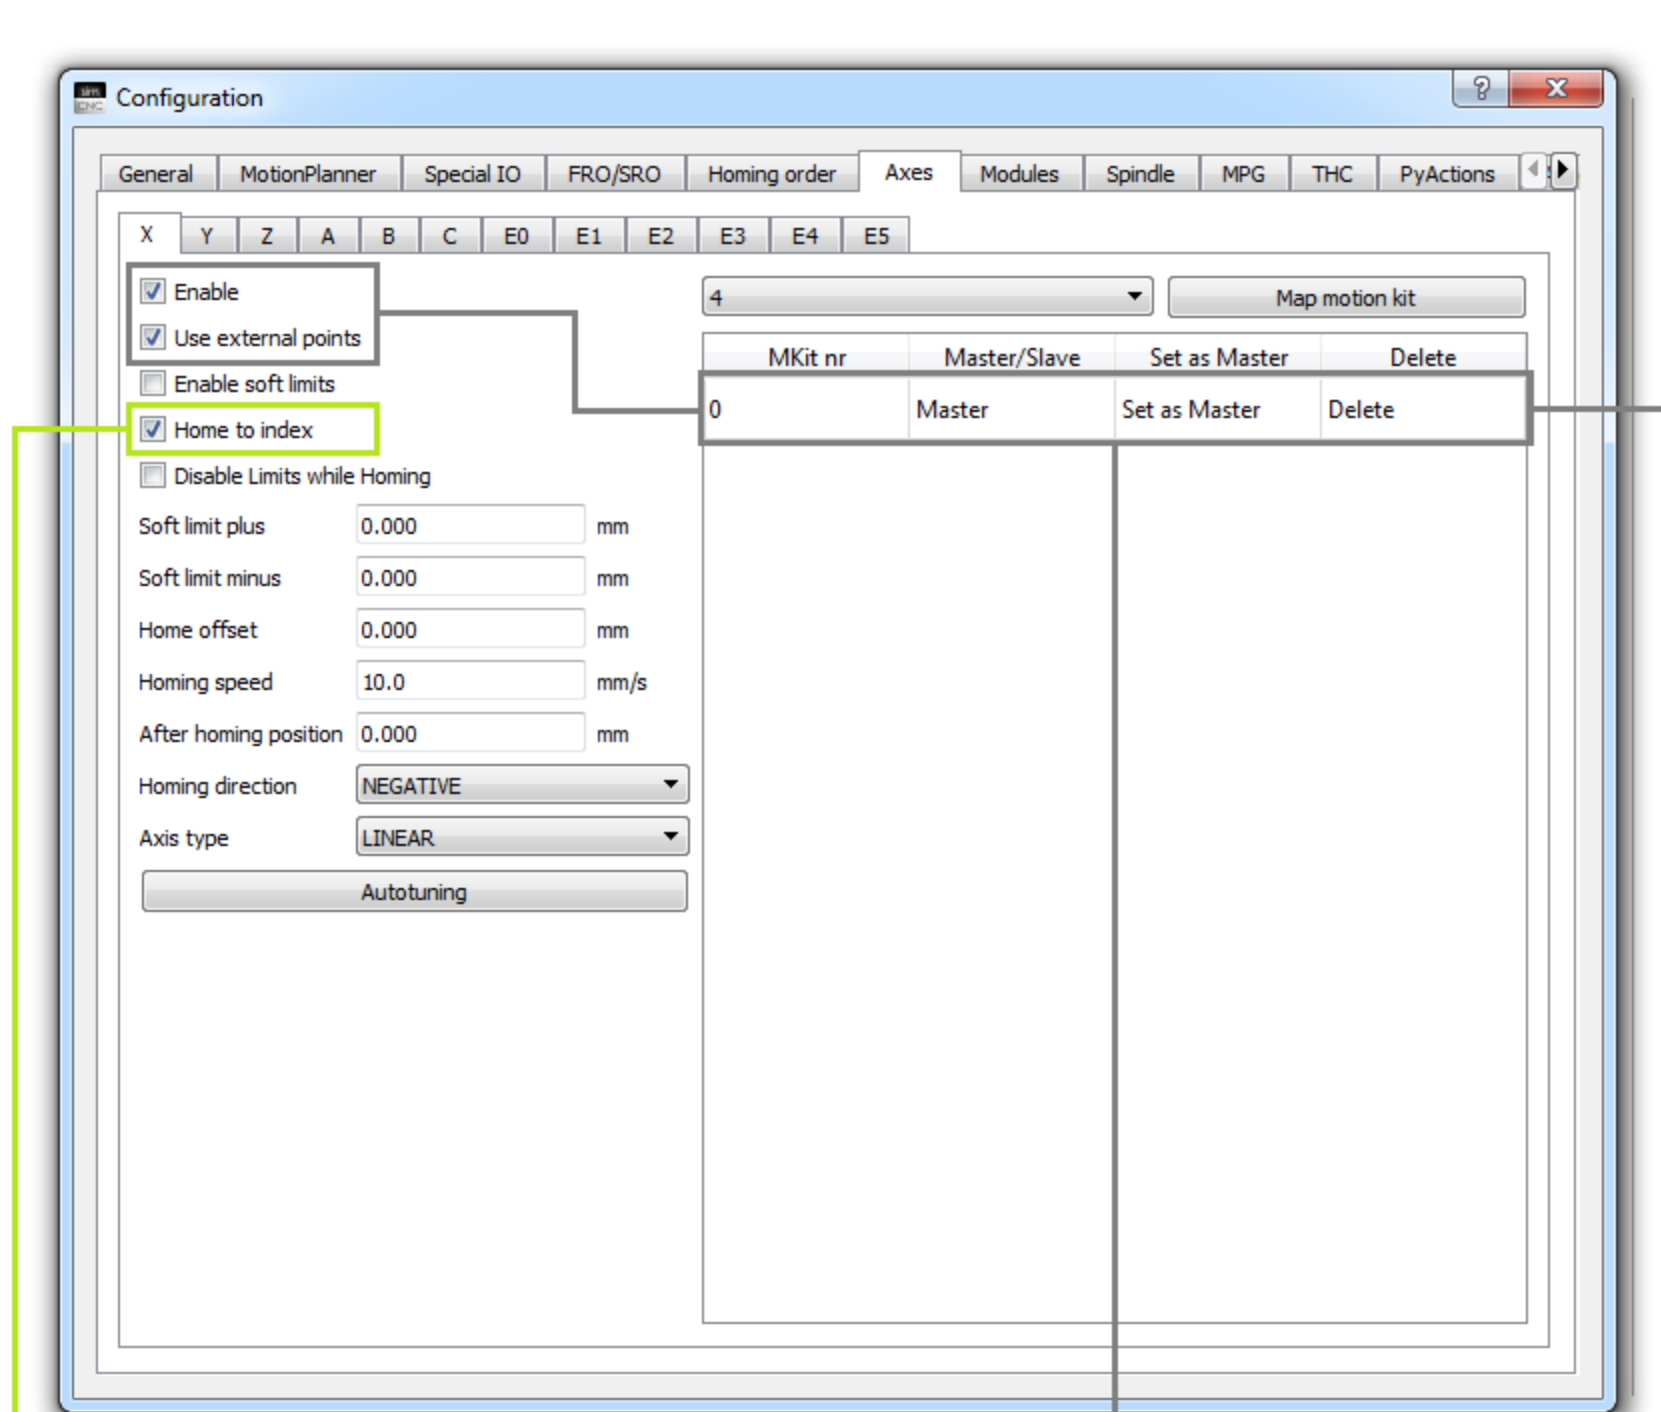 sim CNC Configuration
General MotionPlanner Special IO FRO/SRO Homing order Axes Modules Spindle MPG THC PyActions
X Y Z A B C E0 E1 E2 E3 E4 E5
Enable
4 Map motion kit
Use external points
MKit nr Master/Slave Set as Master Delete
Enable soft limits
0 Master Set as Master Delete
Home to index
Disable Limits while Homing
Soft limit plus 0.000 mm
Soft limit minus 0.000 mm
Home offset 0.000 mm
Homing speed 10.0 mm/s
After homing position 0.000 mm
Homing direction NEGATIVE
Axis type LINEAR
Autotuning